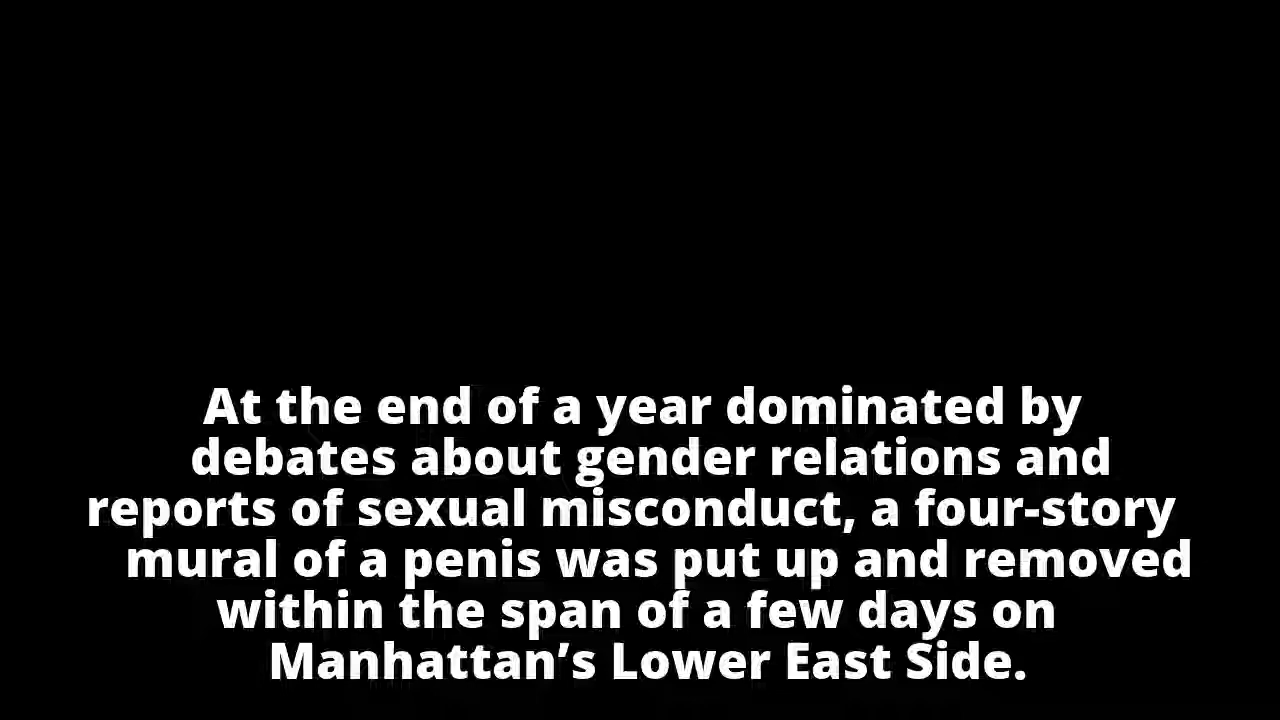 At the end of a year dominated by
debates about gender relations and
reports of sexual misconduct, a four-story
mural of a penis was put up and removed
within the span of a few days on
Manhattan’s Lower East Side.